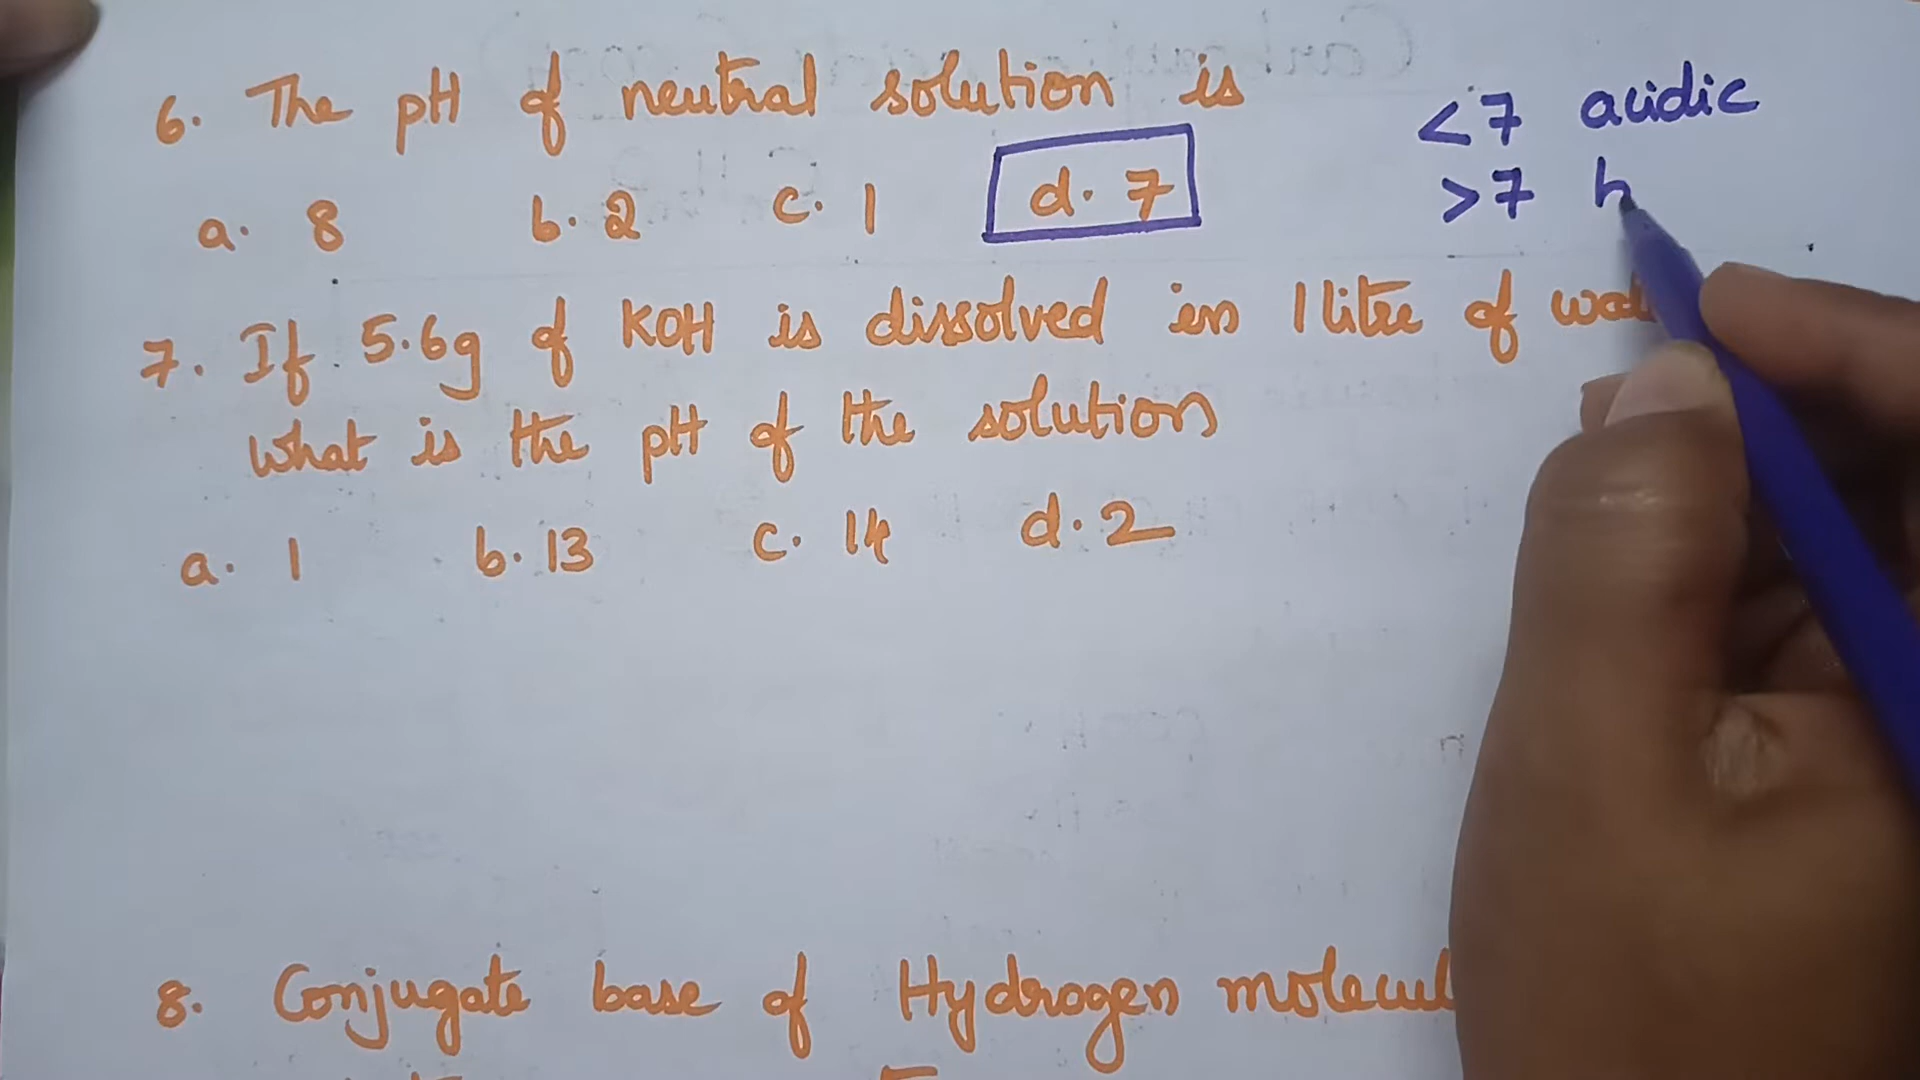 6. The pH of neutral solution is
<7 acidic
a. 8 b. 2 c. 1 d. 7
>7
7. If 5.6g of KOH is dissolved in 1 litre of
What is the pH of the solution
a. 1 b. 13 c. 14 d. 2
8. Conjugate base of Hydrogen